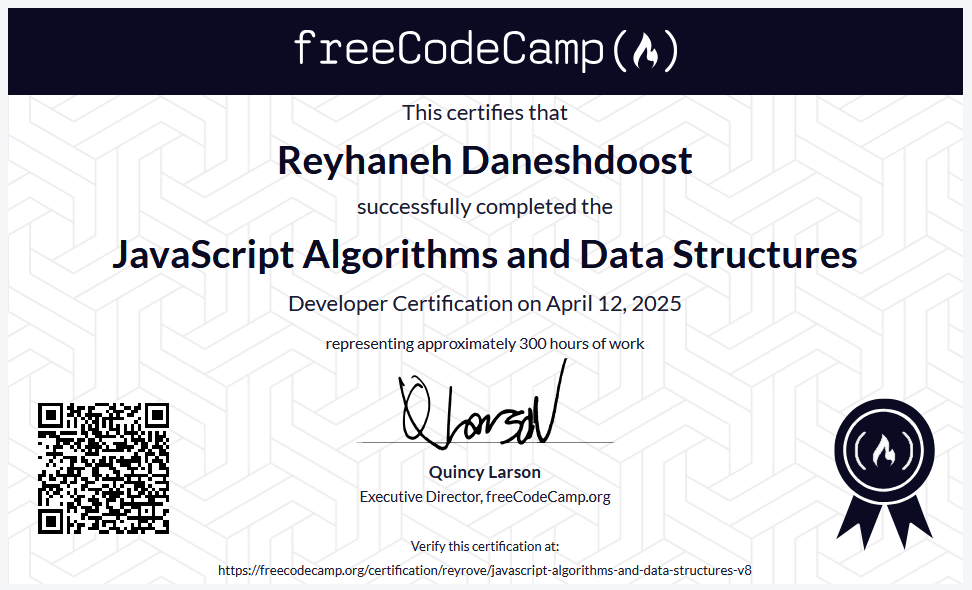 freeCodeCamp
This certifies that
Reyhaneh Daneshdoost
successfully completed the
JavaScript Algorithms and Data Structures
Developer Certification on April 12, 2025
representing approximately 300 hours of work
QLarson
Quincy Larson
Executive Director, freeCodeCamp.org
Verify this certification at:
https://freecodecamp.org/certification/reyrove/javascript-algorithms-and-data-structures-v8